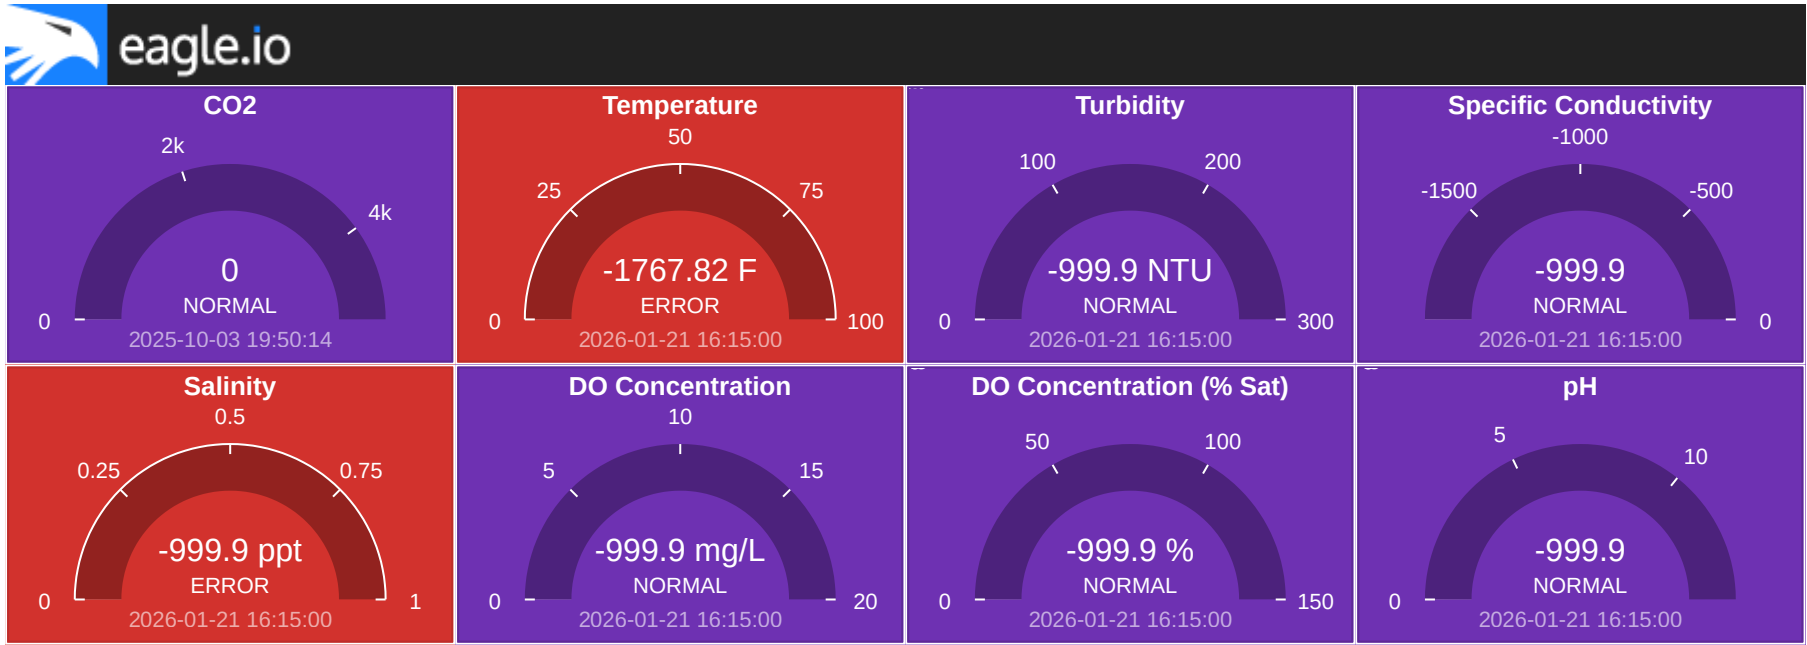 eagle.io
CO2
2k
4k
0
NORMAL
0
2025-10-03 19:50:14
Temperature
50
25
75
-1767.82 F
ERROR
0
100
2026-01-21 16:15:00
Turbidity
100
200
-999.9 NTU
NORMAL
0
300
2026-01-21 16:15:00
Specific Conductivity
-1000
-1500
-500
-999.9
NORMAL
0
2026-01-21 16:15:00
Salinity
0.5
0.25
0.75
-999.9 ppt
ERROR
0
1
2026-01-21 16:15:00
DO Concentration
10
5
15
-999.9 mg/L
NORMAL
0
20
2026-01-21 16:15:00
DO Concentration (% Sat)
50
100
-999.9 %
NORMAL
0
150
2026-01-21 16:15:00
pH
5
10
-999.9
NORMAL
0
2026-01-21 16:15:00